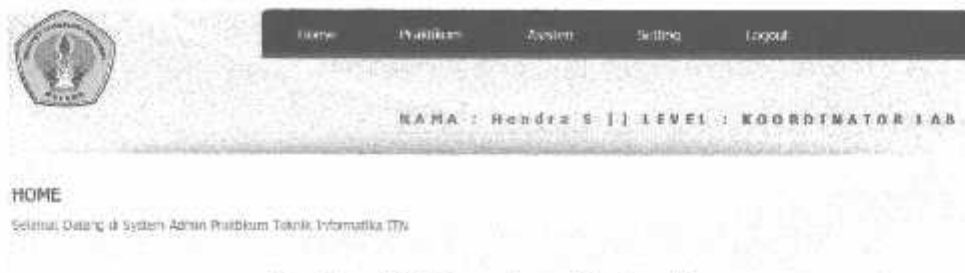 Home Praktikum Asisten Setting Logout
NAMA : Hendra S || LEVEL : KOORDINATOR LAB
HOME
Selamat Datang di System Admin Praktikum Teknik Informatika ITN